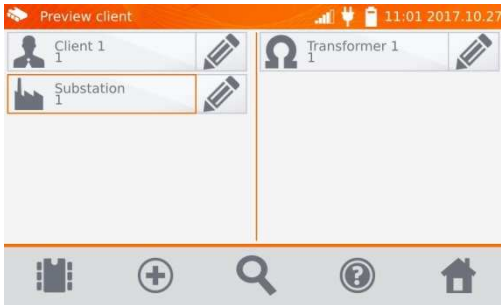 Preview client
11:01 2017.10.27
Client 1
1
Substation
1
Transformer 1
1